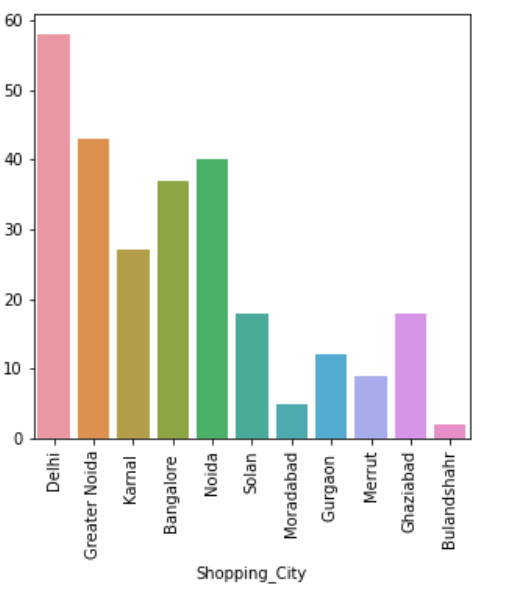 60
50
40
30
20
10
0
Delhi
Greater Noida
Karnal
Bangalore
Noida
Solan
Moradabad
Gurgaon
Merrut
Ghaziabad
Bulandshahr
Shopping_City